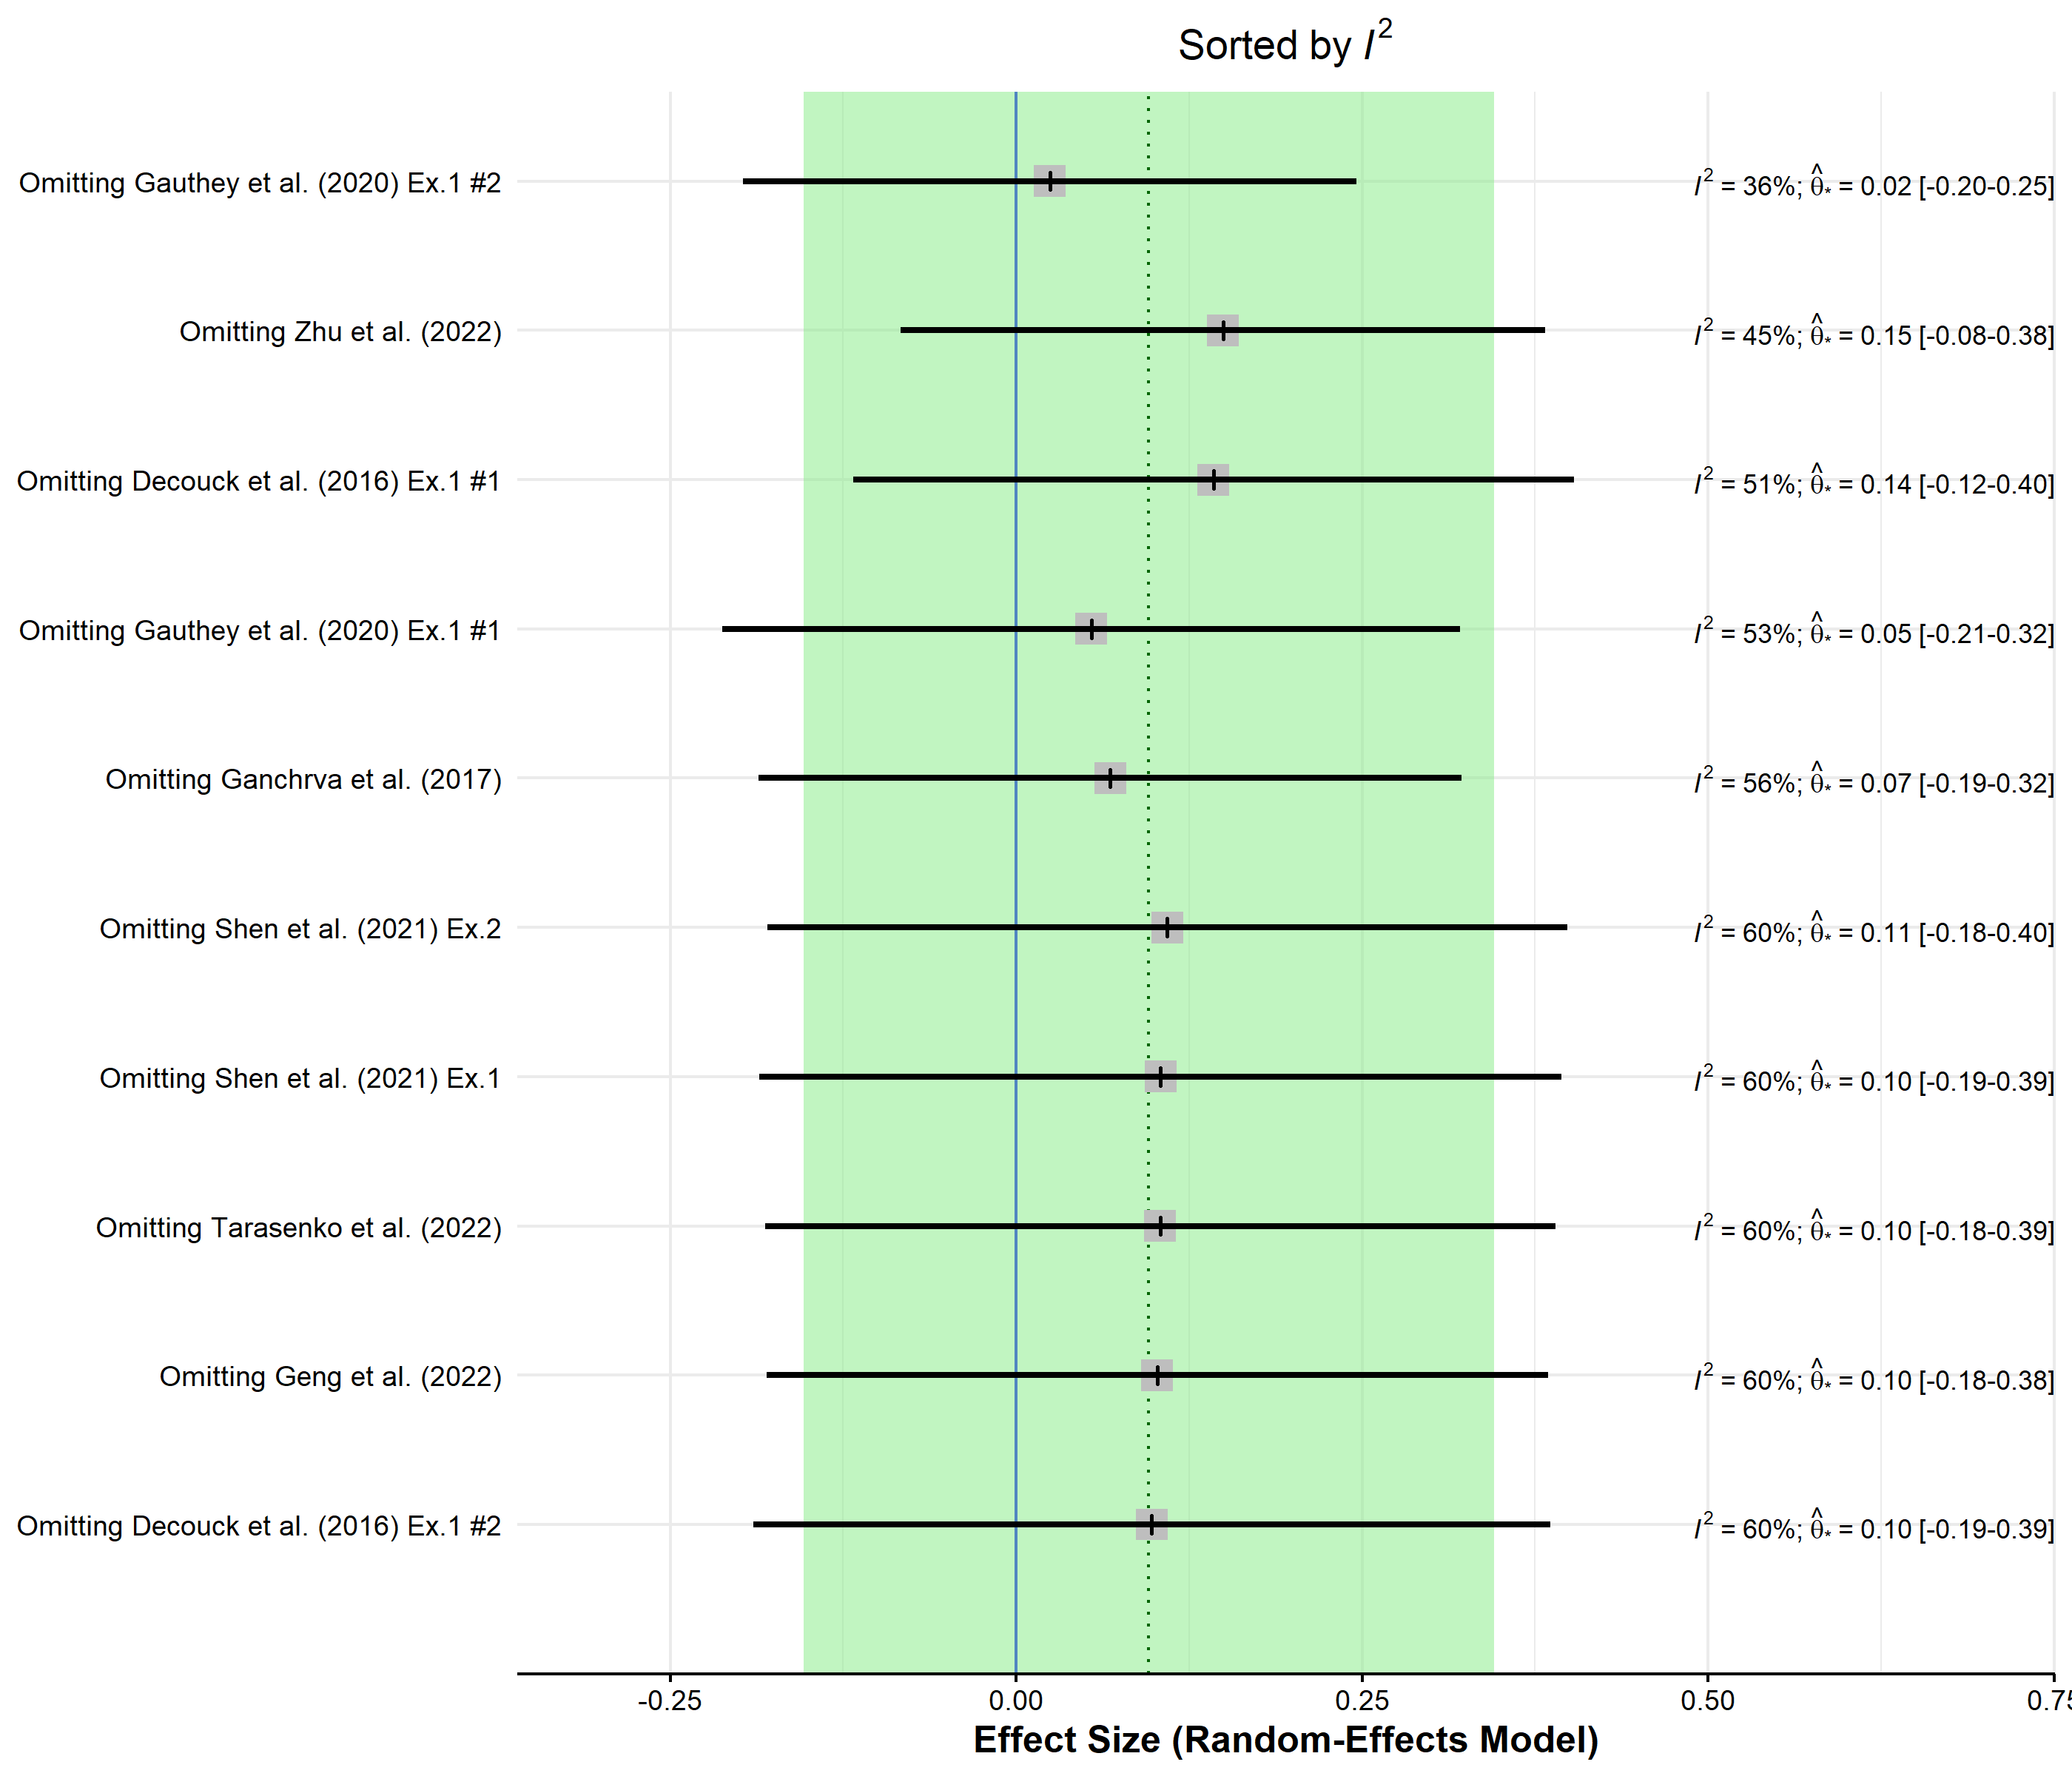 Sorted by I²
Omitting Gauthey et al. (2020) Ex.1 #2 I² = 36%; θ̂* = 0.02 [-0.20-0.25]
Omitting Zhu et al. (2022) I² = 45%; θ̂* = 0.15 [-0.08-0.38]
Omitting Decouck et al. (2016) Ex.1 #1 I² = 51%; θ̂* = 0.14 [-0.12-0.40]
Omitting Gauthey et al. (2020) Ex.1 #1 I² = 53%; θ̂* = 0.05 [-0.21-0.32]
Omitting Ganchrva et al. (2017) I² = 56%; θ̂* = 0.07 [-0.19-0.32]
Omitting Shen et al. (2021) Ex.2 I² = 60%; θ̂* = 0.11 [-0.18-0.40]
Omitting Shen et al. (2021) Ex.1 I² = 60%; θ̂* = 0.10 [-0.19-0.39]
Omitting Tarasenko et al. (2022) I² = 60%; θ̂* = 0.10 [-0.18-0.39]
Omitting Geng et al. (2022) I² = 60%; θ̂* = 0.10 [-0.18-0.38]
Omitting Decouck et al. (2016) Ex.1 #2 I² = 60%; θ̂* = 0.10 [-0.19-0.39]
-0.25 0.00 0.25 0.50 0.75
Effect Size (Random-Effects Model)